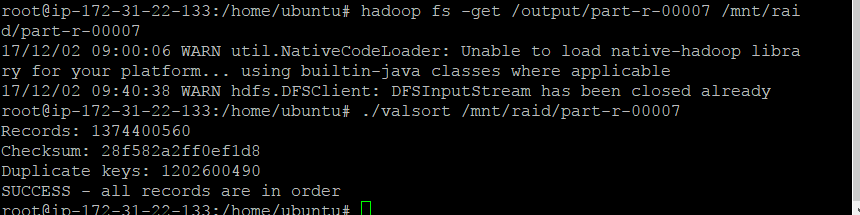 root@ip-172-31-22-133:/home/ubuntu# hadoop fs -get /output/part-r-00007 /mnt/rai
d/part-r-00007
17/12/02 09:00:06 WARN util.NativeCodeLoader: Unable to load native-hadoop libra
ry for your platform... using builtin-java classes where applicable
17/12/02 09:40:38 WARN hdfs.DFSClient: DFSInputStream has been closed already
root@ip-172-31-22-133:/home/ubuntu# ./valsort /mnt/raid/part-r-00007
Records: 1374400560
Checksum: 28f582a2ff0ef1d8
Duplicate keys: 1202600490
SUCCESS - all records are in order
root@ip-172-31-22-133:/home/ubuntu#